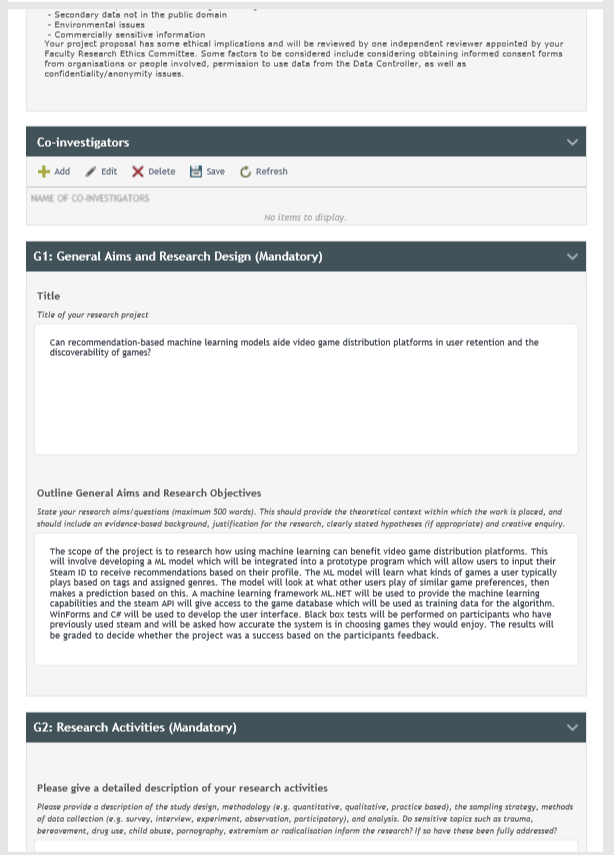 - Secondary data not in the public domain
- Environmental issues
- Commercially sensitive information
Your project proposal has some ethical implications and will be reviewed by one independent reviewer appointed by your
Faculty Research Ethics Committee. Some factors to be considered include considering obtaining informed consent forms
from organisations or people involved, permission to use data from the Data Controller, as well as
confidentiality/anonymity issues.
Co-investigators
Add Edit Delete Save Refresh
NAME OF CO-INVESTIGATORS
No items to display.
G1: General Aims and Research Design (Mandatory)
Title
Title of your research project
Can recommendation-based machine learning models aide video game distribution platforms in user retention and the
discoverability of games?
Outline General Aims and Research Objectives
State your research aims/questions (maximum 500 words). This should provide the theoretical context within which the work is placed, and
should include an evidence-based background, justification for the research, clearly stated hypotheses (if appropriate) and creative enquiry.
The scope of the project is to research how using machine learning can benefit video game distribution platforms. This
will involve developing a ML model which will be integrated into a prototype program which will allow users to input their
Steam ID to receive recommendations based on their profile. The ML model will learn what kinds of games a user typically
plays based on tags and assigned genres. The model will look at what other users play of similar game preferences, then
makes a prediction based on this. A machine learning framework ML.NET will be used to provide the machine learning
capabilities and the steam API will give access to the game database which will be used as training data for the algorithm.
WinForms and C# will be used to develop the user interface. Black box tests will be performed on participants who have
previously used steam and will be asked how accurate the system is in choosing games they would enjoy. The results will
be graded to decide whether the project was a success based on the participants feedback.
G2: Research Activities (Mandatory)
Please give a detailed description of your research activities
Please provide a description of the study design, methodology (e.g. quantitative, qualitative, practice based), the sampling strategy, methods
of data collection (e.g. survey, interview, experiment, observation, participatory), and analysis. Do sensitive topics such as trauma,
bereavement, drug use, child abuse, pornography, extremism or radicalisation inform the research? If so have these been fully addressed?